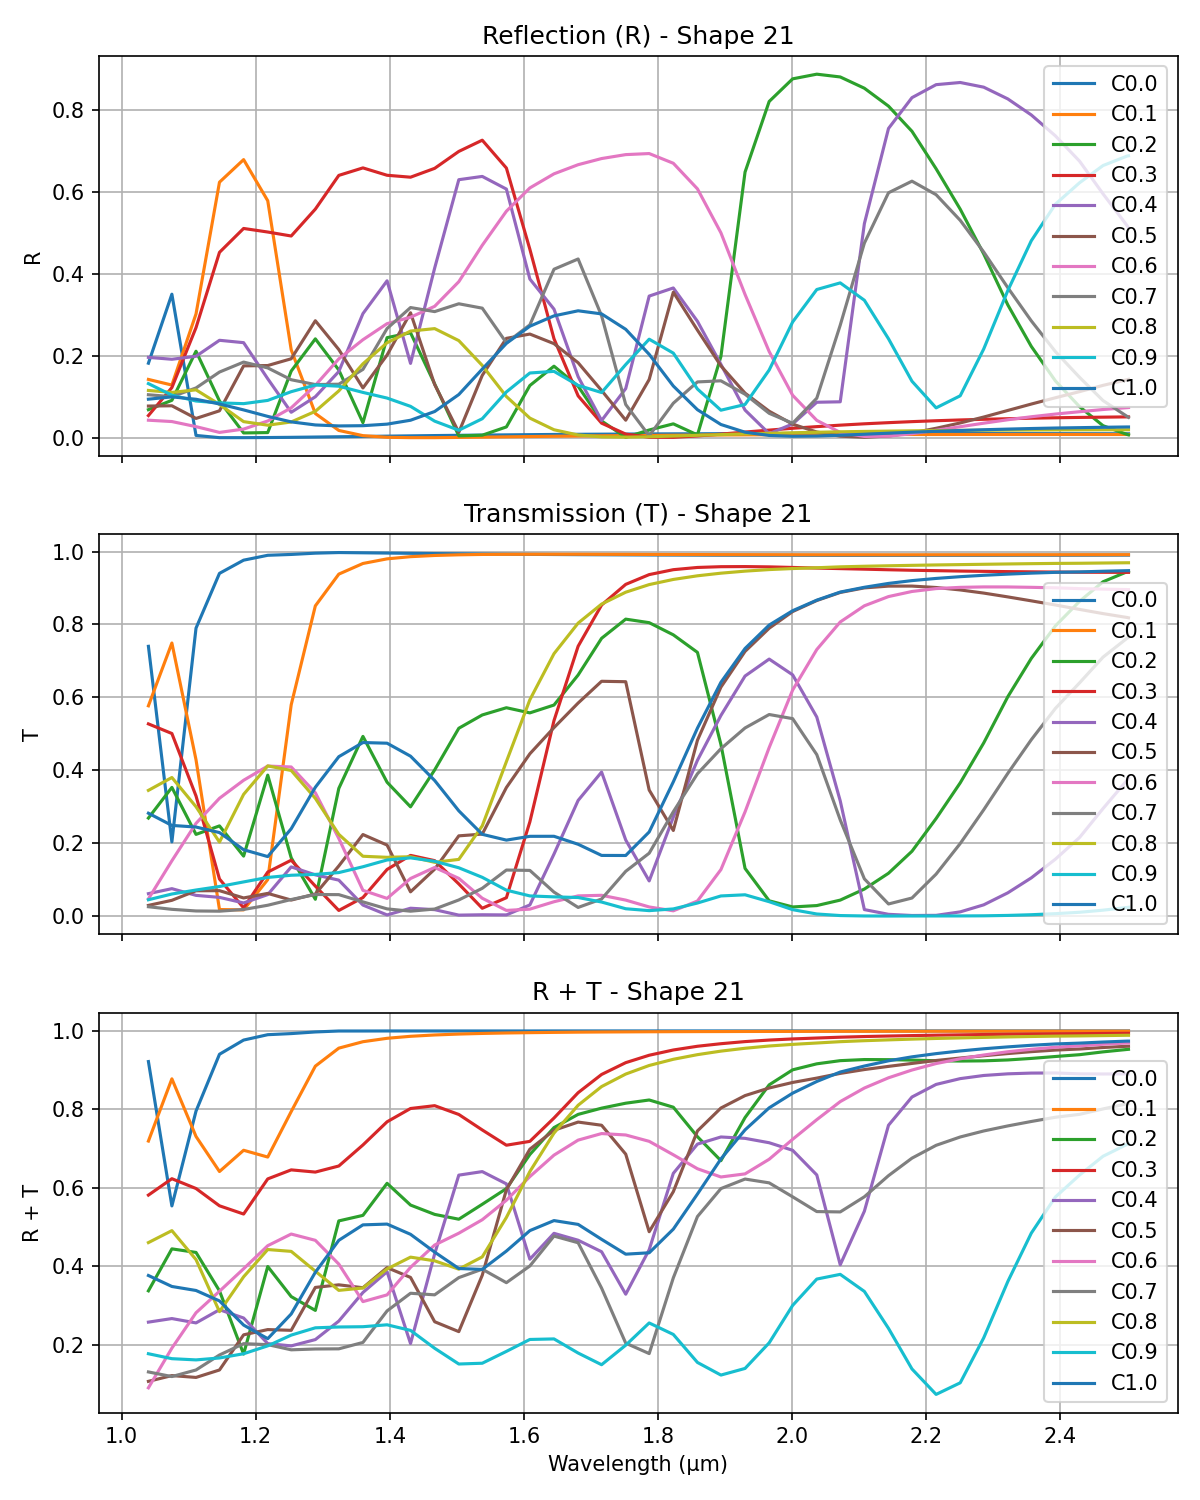 Reflection (R) - Shape 21
R
0.8
0.6
0.4
0.2
0.0
C0.0
C0.1
C0.2
C0.3
C0.4
C0.5
C0.6
C0.7
C0.8
C0.9
C1.0
Transmission (T) - Shape 21
T
1.0
0.8
0.6
0.4
0.2
0.0
C0.0
C0.1
C0.2
C0.3
C0.4
C0.5
C0.6
C0.7
C0.8
C0.9
C1.0
R + T - Shape 21
R + T
1.0
0.8
0.6
0.4
0.2
C0.0
C0.1
C0.2
C0.3
C0.4
C0.5
C0.6
C0.7
C0.8
C0.9
C1.0
1.0 1.2 1.4 1.6 1.8 2.0 2.2 2.4
Wavelength (μm)